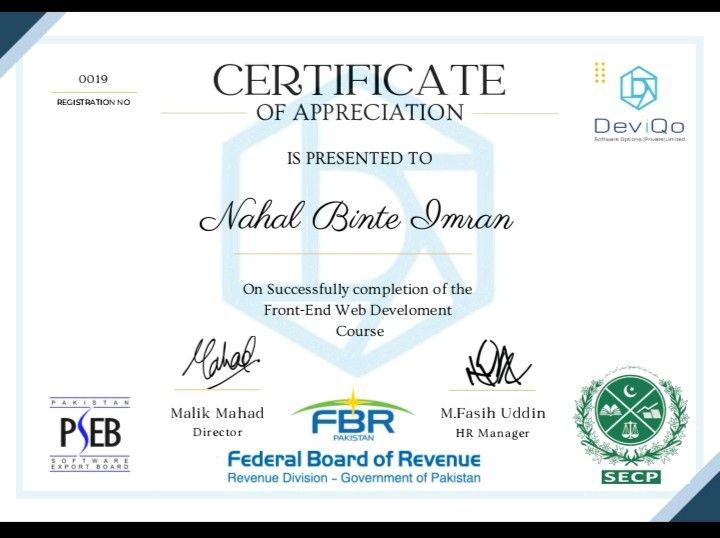 0019
REGISTRATION NO
CERTIFICATE
OF APPRECIATION
DeviQo
Software Options (Private) Limited
IS PRESENTED TO
Nahal Binte Imran
On Successfully completion of the
Front-End Web Develoment
Course
Mahad
Malik Mahad
Director
M.Fasih Uddin
HR Manager
PAKISTAN
PSEB
SOFTWARE
EXPORT BOARD
FBR
PAKISTAN
Federal Board of Revenue
Revenue Division - Government of Pakistan
SECP